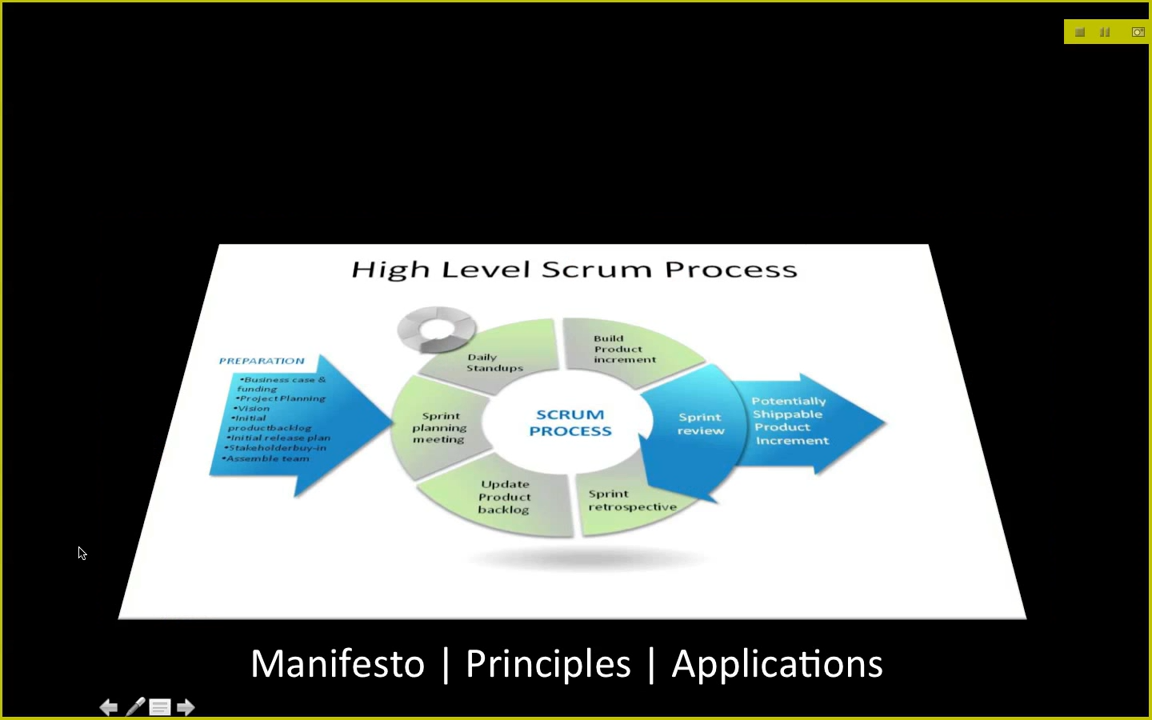 High Level Scrum Process
PREPARATION
•Business case &
funding
•Project Planning
•Vision
•Initial
productbacklog
•Initial release plan
•Stakeholderbuy-in
•Assemble team
Daily
Standups
Build
Product
increment
Sprint
planning
meeting
SCRUM
PROCESS
Sprint
review
Potentially
Shippable
Product
Increment
Update
Product
backlog
Sprint
retrospective
Manifesto | Principles | Applications